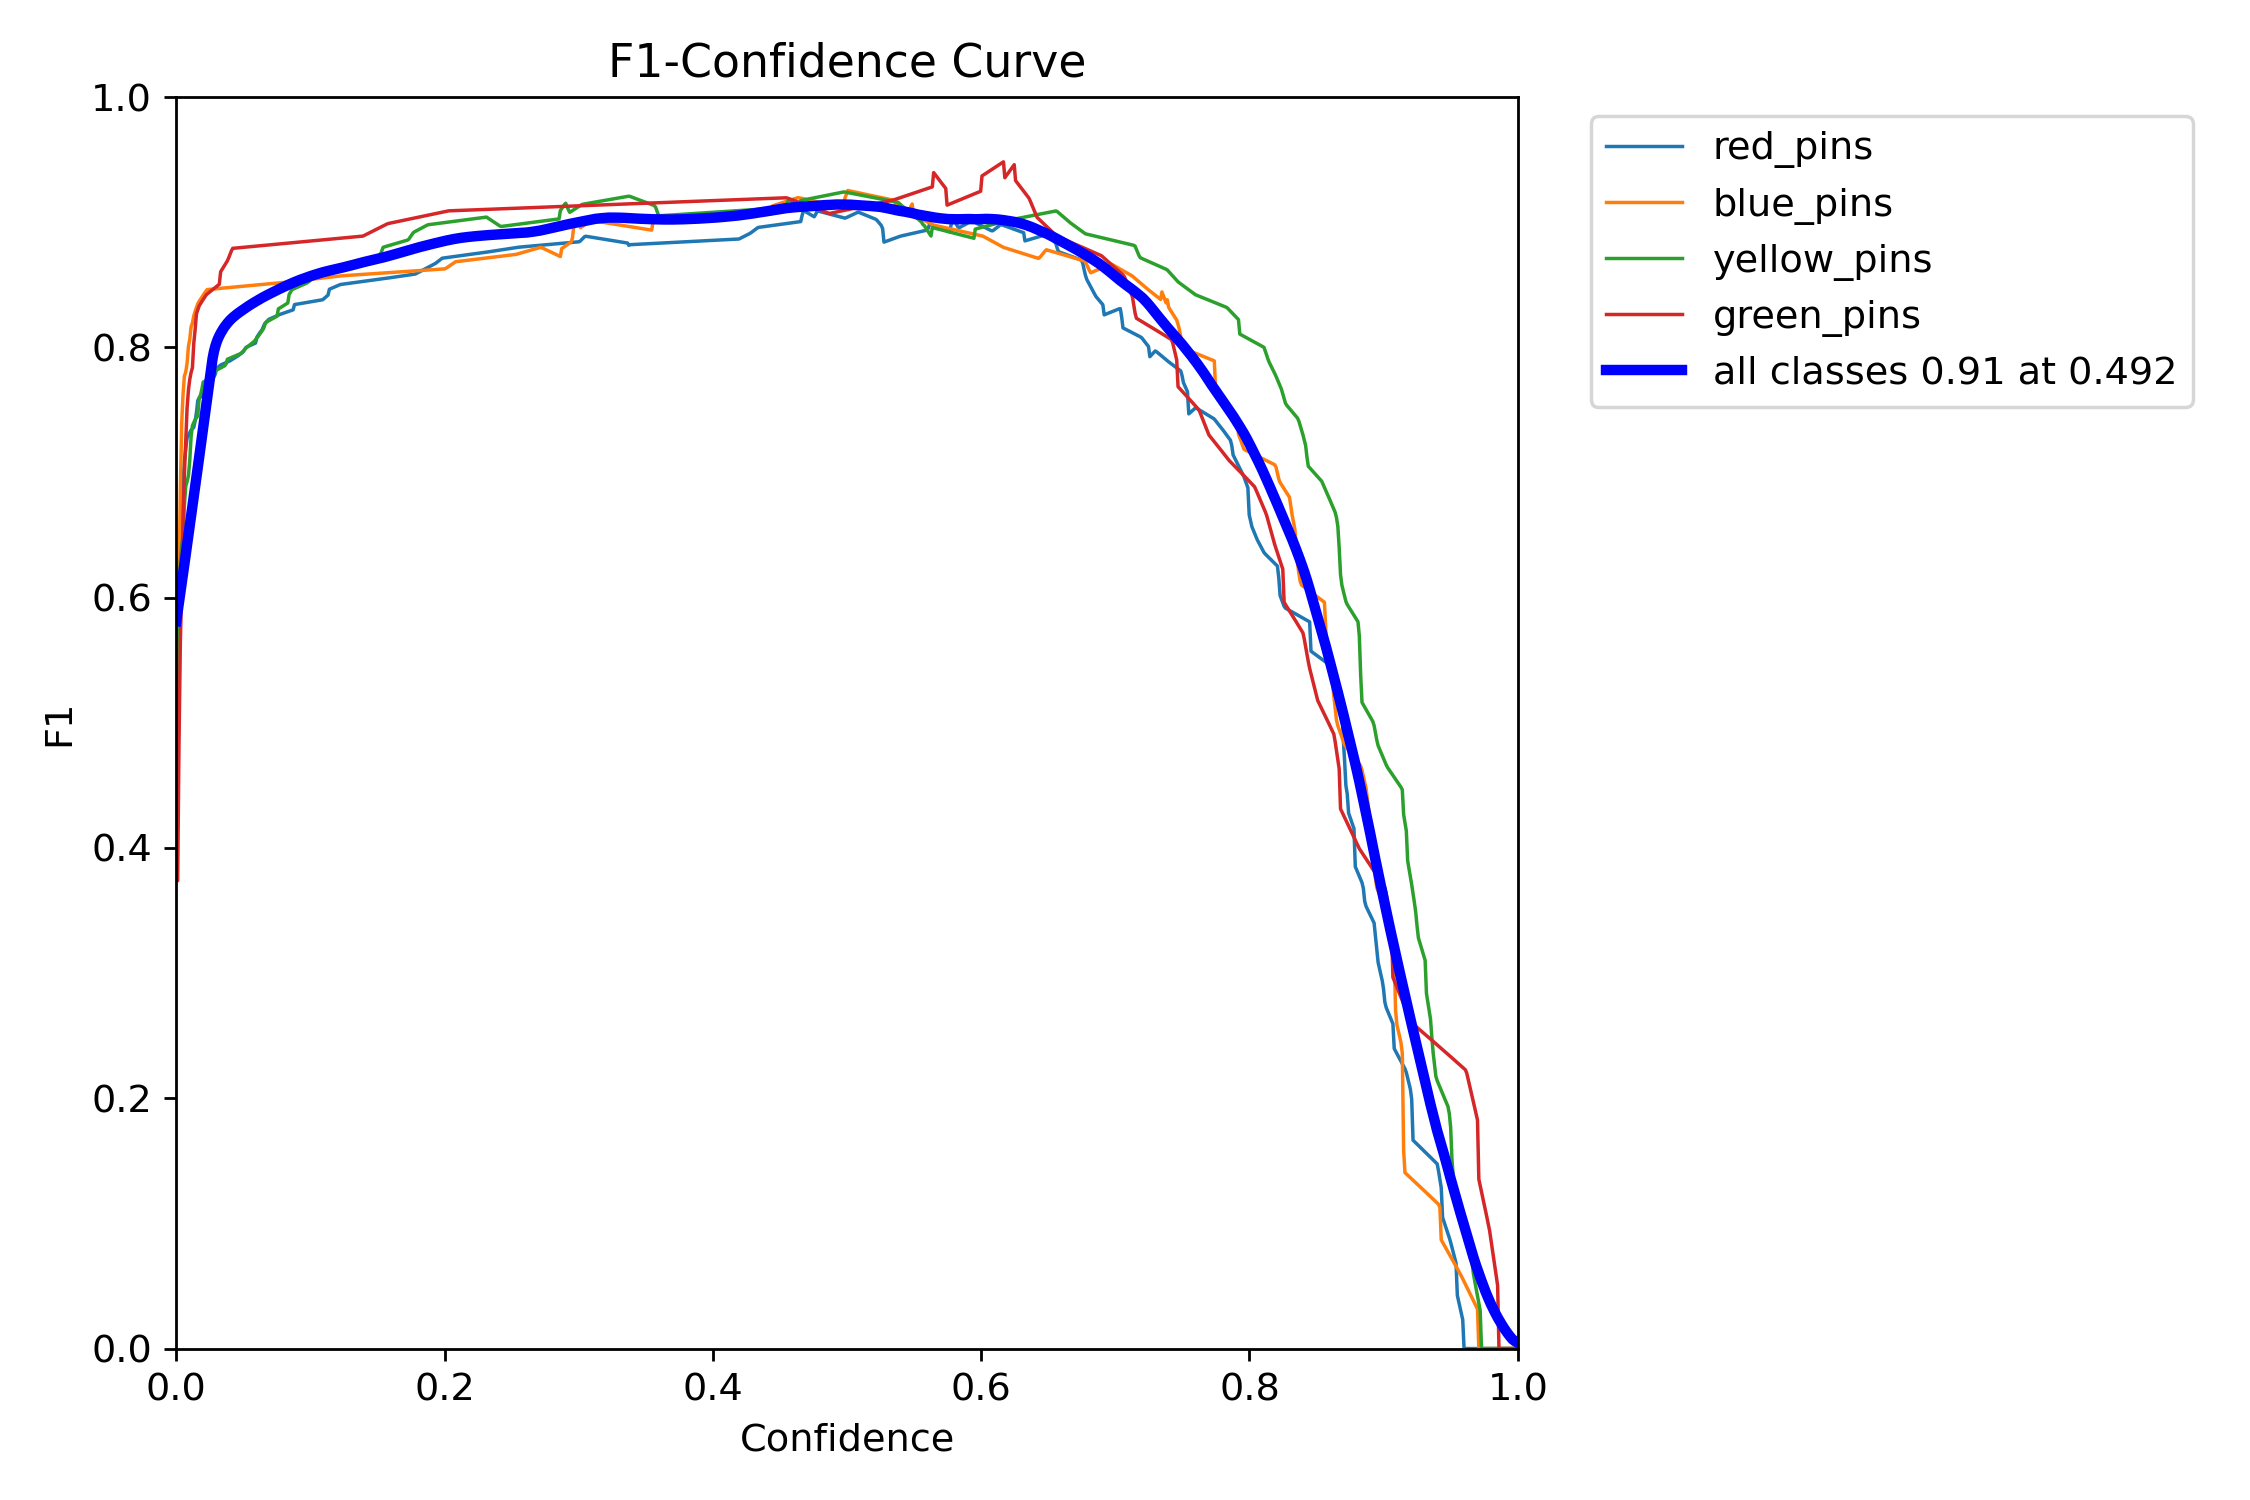 F1-Confidence Curve
1.0
0.8
0.6
0.4
0.2
0.0
F1
0.0 0.2 0.4 0.6 0.8 1.0
Confidence
red_pins
blue_pins
yellow_pins
green_pins
all classes 0.91 at 0.492